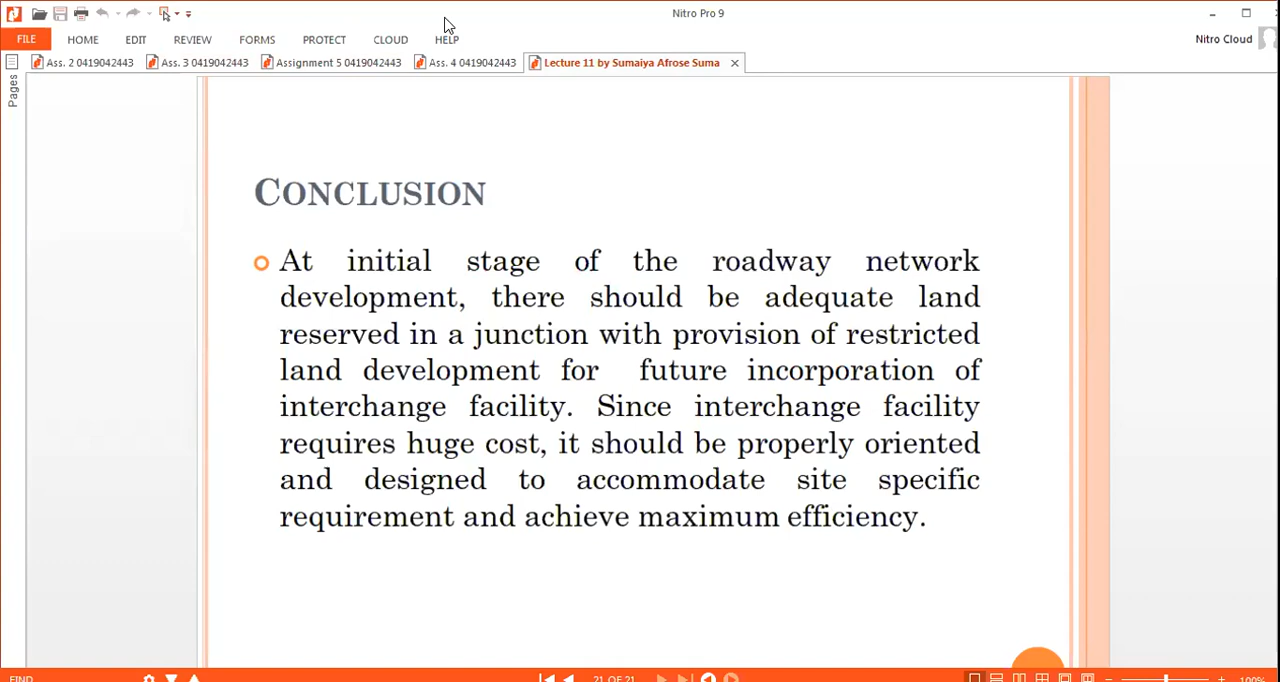 Nitro Pro 9
FILE HOME EDIT REVIEW FORMS PROTECT CLOUD HELP Nitro Cloud
Ass. 2 0419042443 Ass. 3 0419042443 Assignment 5 0419042443 Ass. 4 0419042443 Lecture 11 by Sumaiya Afrose Suma
Pages
CONCLUSION
At initial stage of the roadway network
development, there should be adequate land
reserved in a junction with provision of restricted
land development for future incorporation of
interchange facility. Since interchange facility
requires huge cost, it should be properly oriented
and designed to accommodate site specific
requirement and achieve maximum efficiency.
FIND 21 OF 21 100%